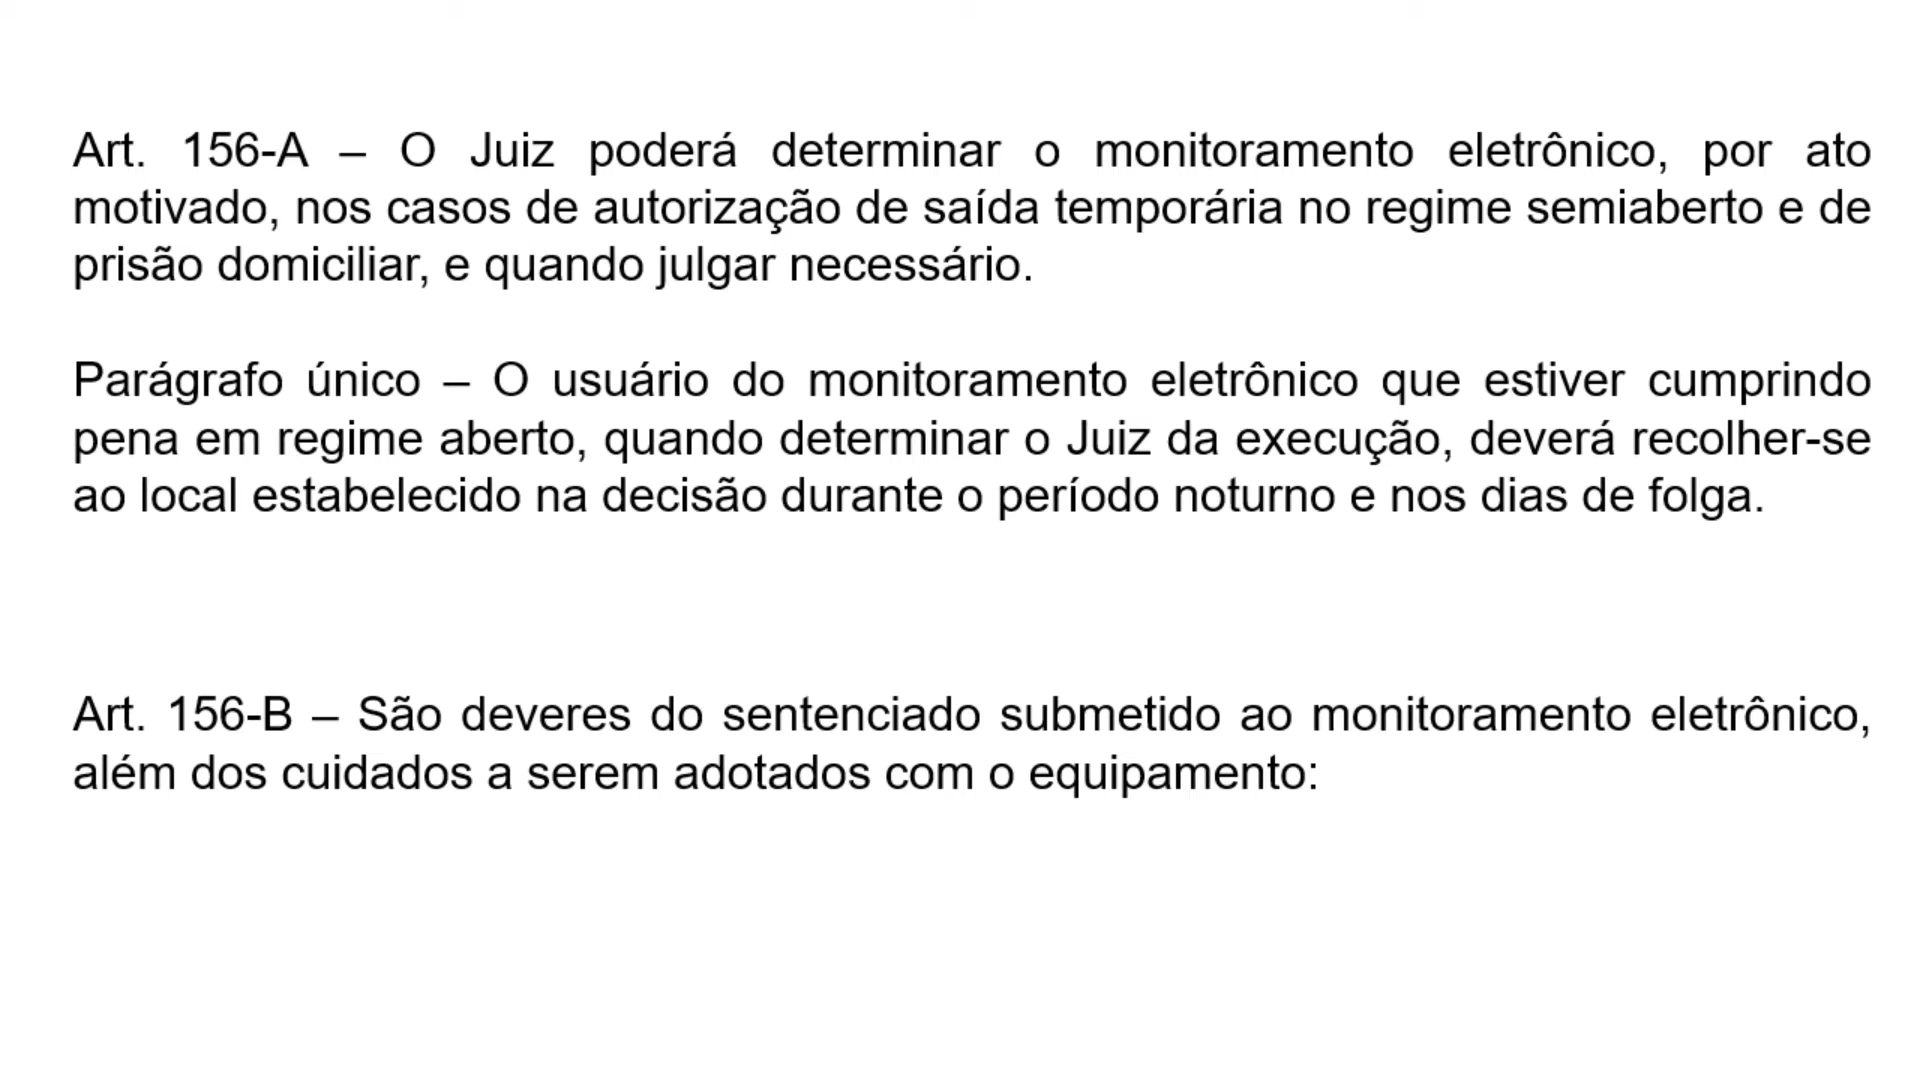 Art. 156-A – O Juiz poderá determinar o monitoramento eletrônico, por ato
motivado, nos casos de autorização de saída temporária no regime semiaberto e de
prisão domiciliar, e quando julgar necessário.
Parágrafo único – O usuário do monitoramento eletrônico que estiver cumprindo
pena em regime aberto, quando determinar o Juiz da execução, deverá recolher-se
ao local estabelecido na decisão durante o período noturno e nos dias de folga.
Art. 156-B – São deveres do sentenciado submetido ao monitoramento eletrônico,
além dos cuidados a serem adotados com o equipamento: